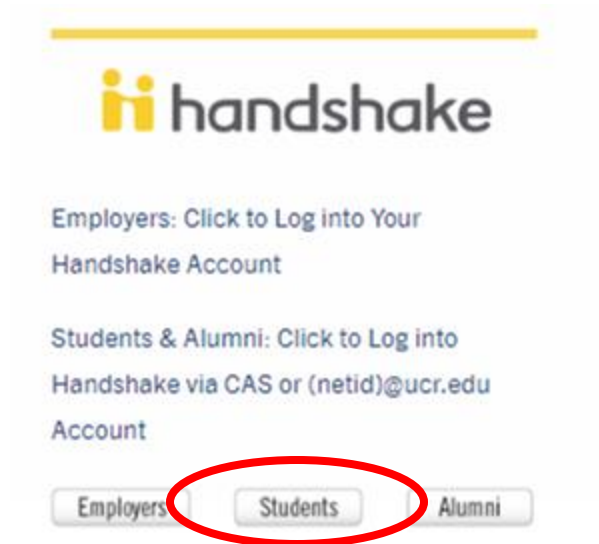 handshake
Employers: Click to Log into Your
Handshake Account
Students & Alumni: Click to Log into
Handshake via CAS or (netid)@ucr.edu
Account
Employers Students Alumni